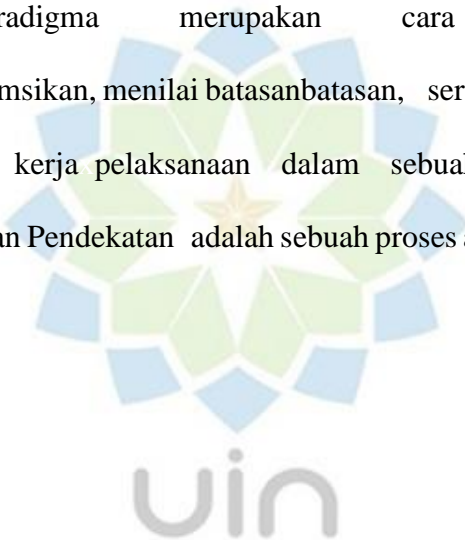 radigma merupakan cara
msikan, menilai batasanbatasan, ser
kerja pelaksanaan dalam sebual
an Pendekatan adalah sebuah proses a
uin